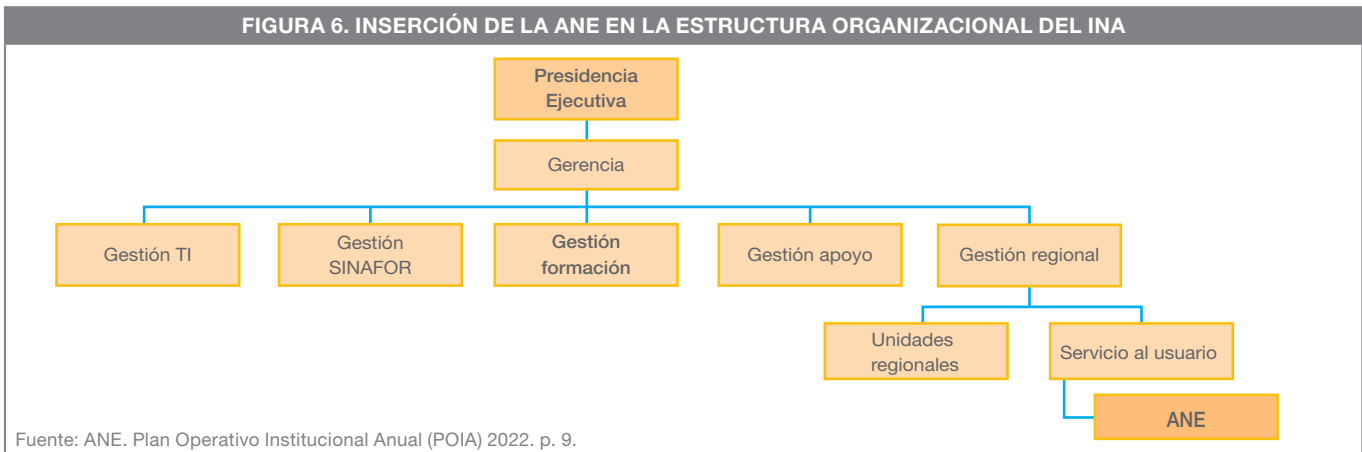 FIGURA 6. INSERCIÓN DE LA ANE EN LA ESTRUCTURA ORGANIZACIONAL DEL INA
Presidencia
Ejecutiva
Gerencia
Gestión TI
Gestión
SINAFOR
Gestión
formación
Gestión apoyo
Gestión regional
Unidades
regionales
Servicio al usuario
ANE
Fuente: ANE. Plan Operativo Institucional Anual (POIA) 2022. p. 9.